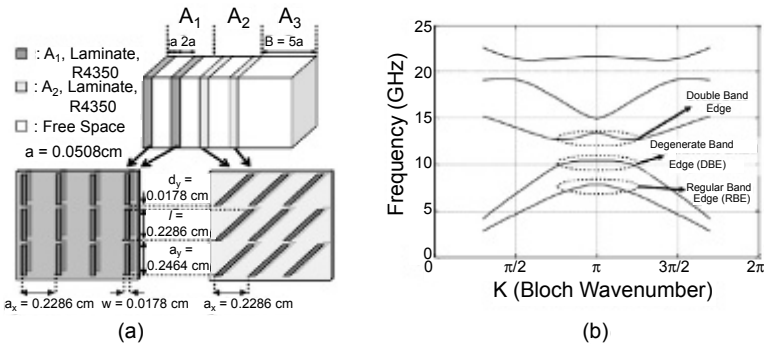 A1 A2 A3
a 2a B = 5a
: A1, Laminate,
R4350
: A2, Laminate,
R4350
: Free Space
a = 0.0508cm
dy =
0.0178 cm
l =
0.2286 cm
ay =
0.2464 cm
ax = 0.2286 cm w = 0.0178 cm ax = 0.2286 cm
(a)
Frequency (GHz)
25
20
15
10
5
0
0 π/2 π 3π/2 2π
K (Bloch Wavenumber)
Double Band
Edge
Degenerate Band
Edge (DBE)
Regular Band
Edge (RBE)
(b)